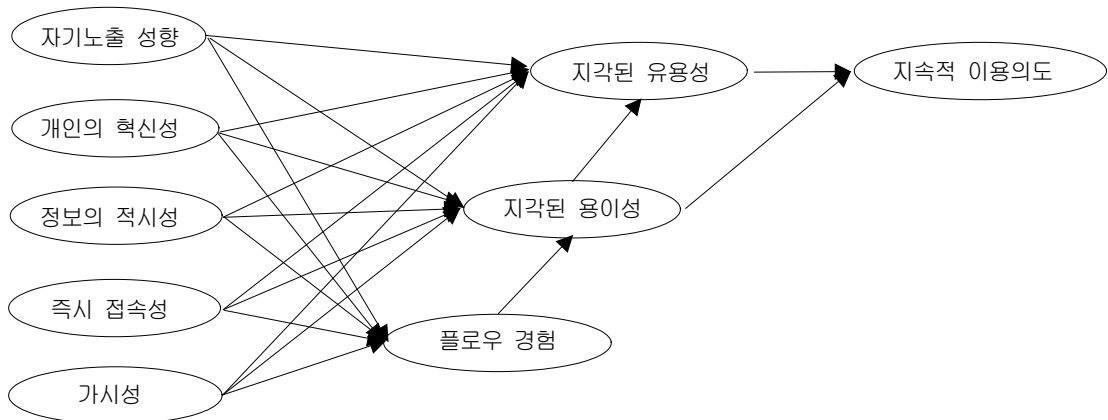 자기노출 성향
지각된 유용성
지속적 이용의도
개인의 혁신성
정보의 적시성
지각된 용이성
즉시 접속성
플로우 경험
가시성